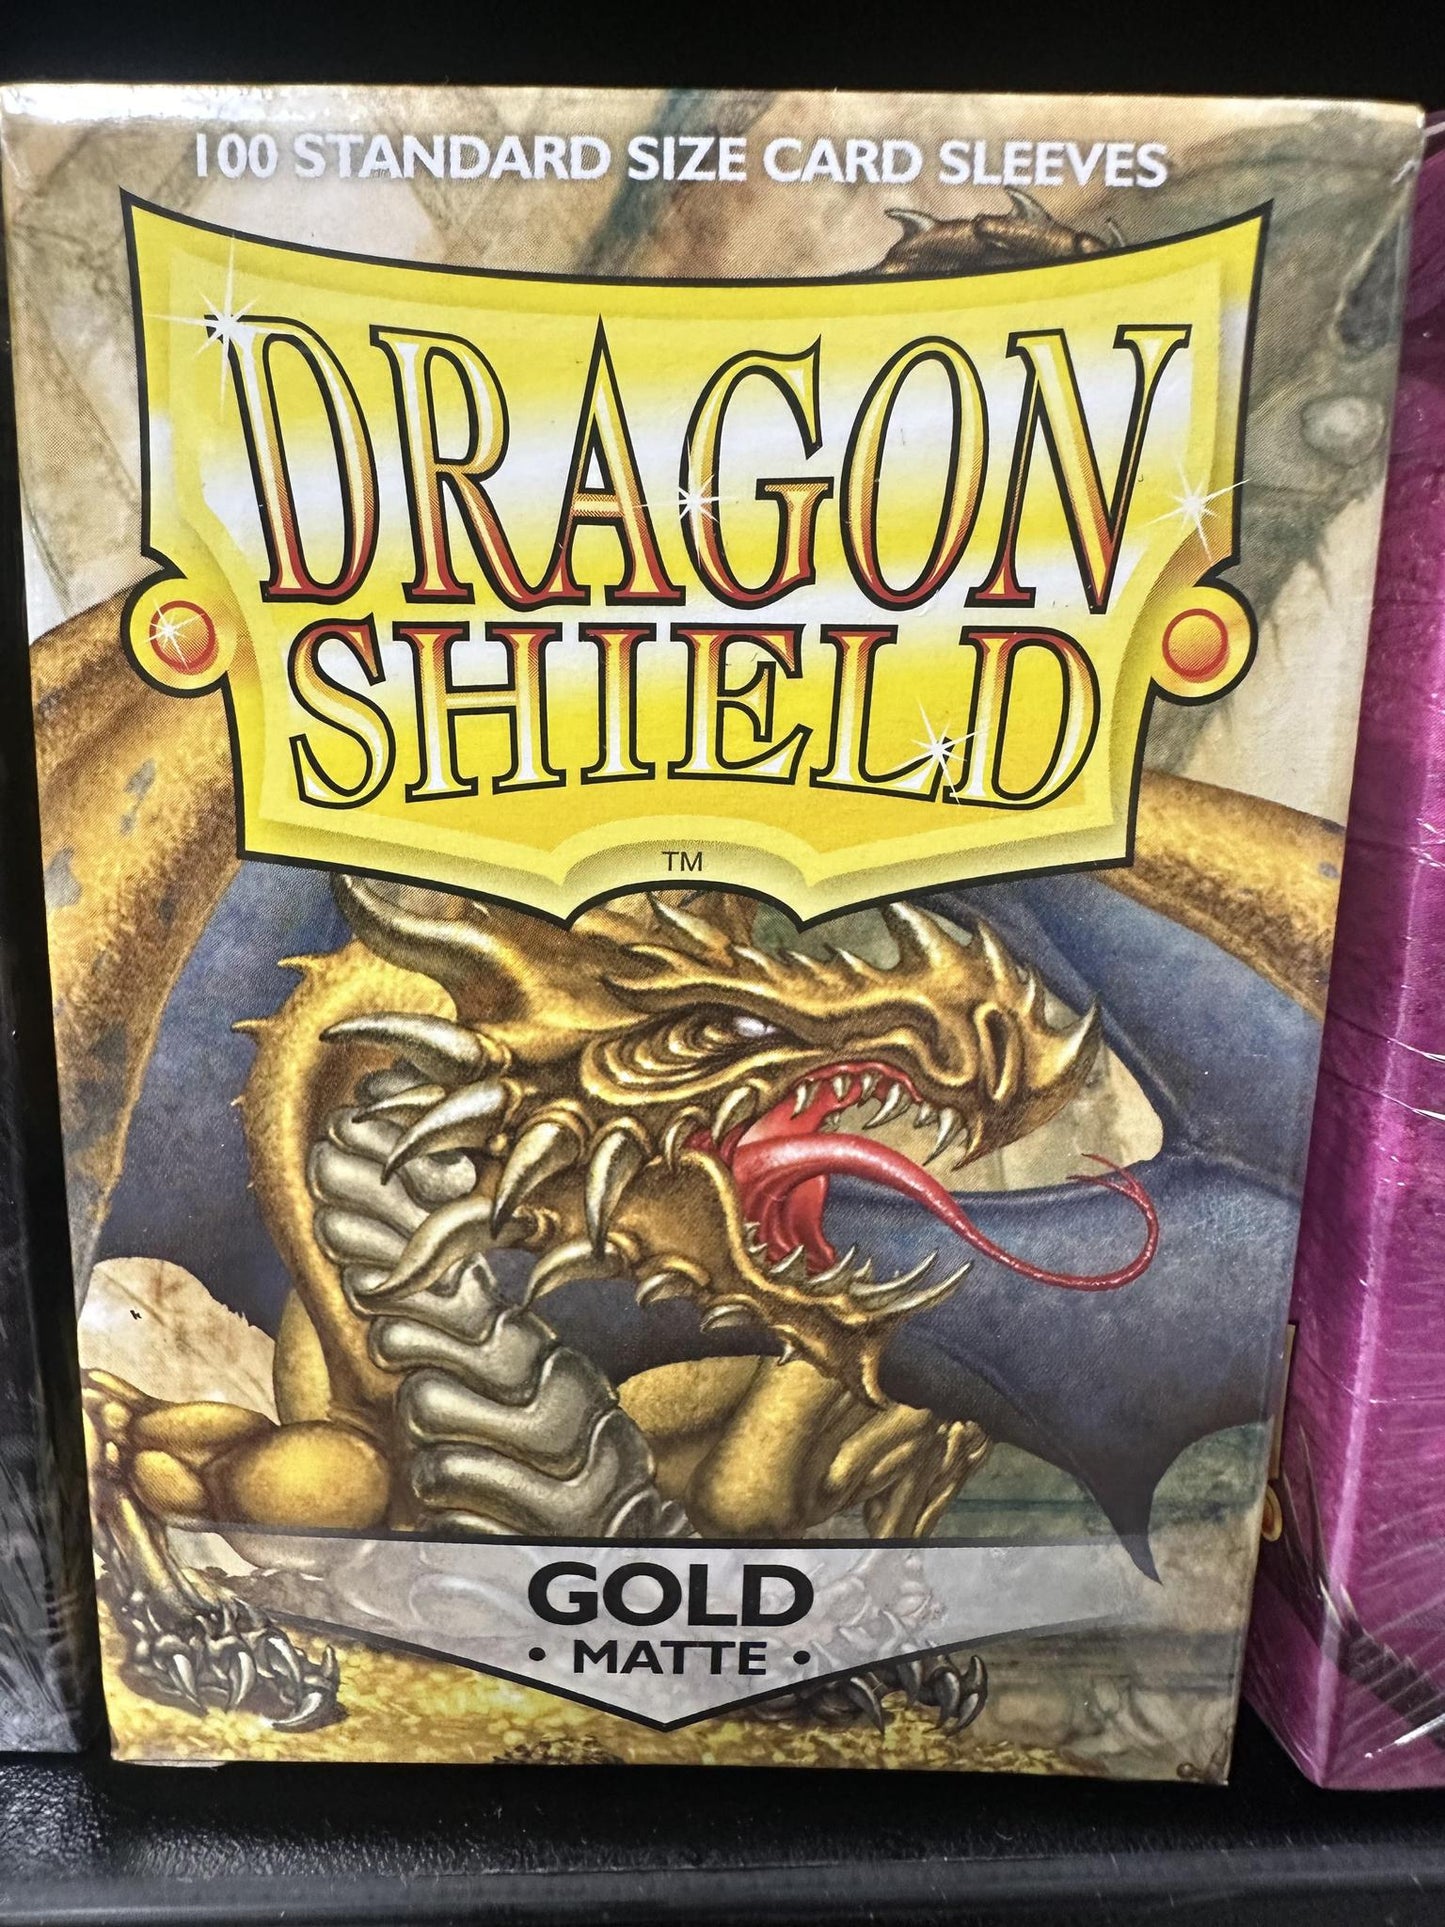 100 STANDARD SIZE CARD SLEEVES
DRAGON
SHIELD
TM
GOLD
• MATTE •